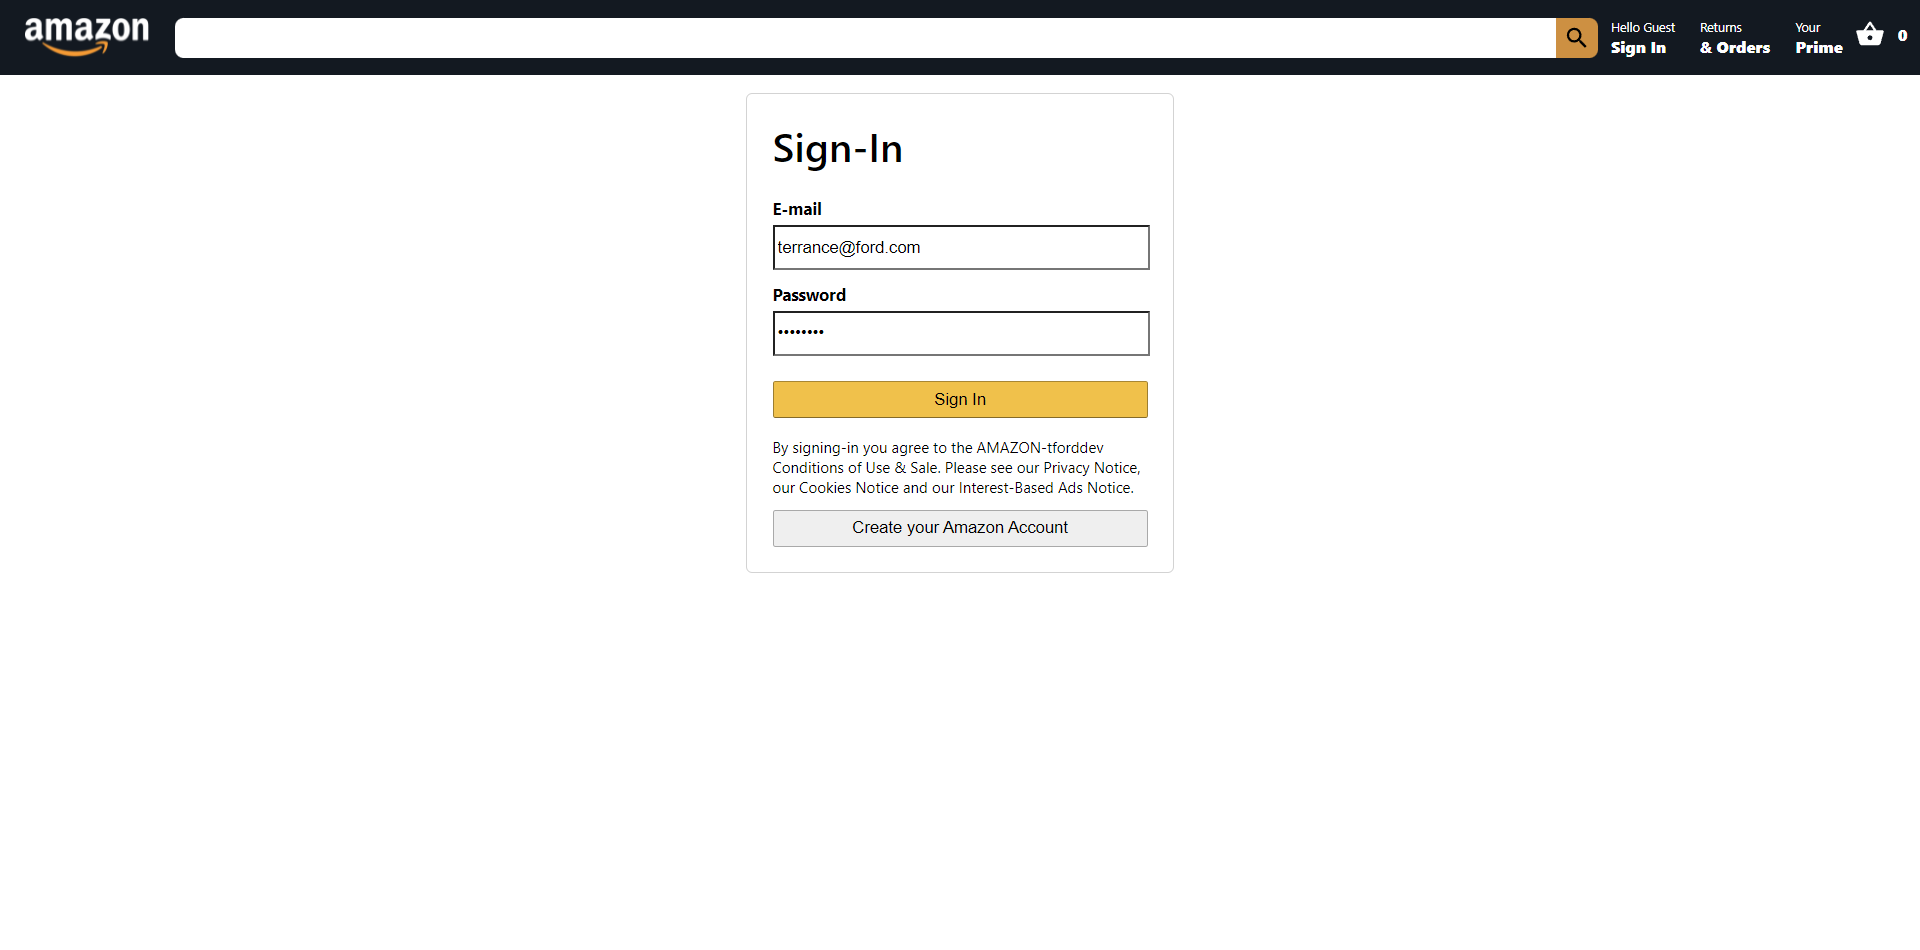 amazon
Hello Guest
Sign In
Returns
& Orders
Your
Prime
0
Sign-In
E-mail
terrance@ford.com
Password
••••••••
Sign In
By signing-in you agree to the AMAZON-tforddev
Conditions of Use & Sale. Please see our Privacy Notice,
our Cookies Notice and our Interest-Based Ads Notice.
Create your Amazon Account